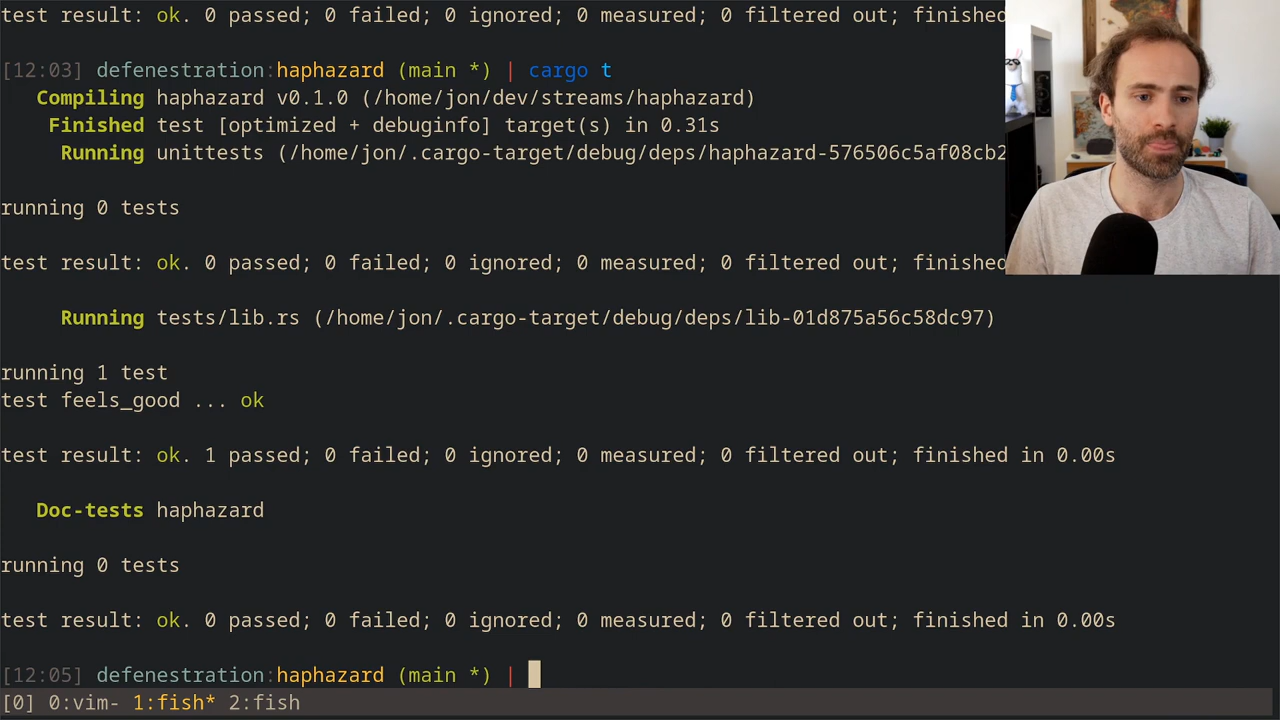 test result: ok. 0 passed; 0 failed; 0 ignored; 0 measured; 0 filtered out; finished
[12:03] defenestration:haphazard (main *) | cargo t
Compiling haphazard v0.1.0 (/home/jon/dev/streams/haphazard)
Finished test [optimized + debuginfo] target(s) in 0.31s
Running unittests (/home/jon/.cargo-target/debug/deps/haphazard-576506c5af08cb2
running 0 tests
test result: ok. 0 passed; 0 failed; 0 ignored; 0 measured; 0 filtered out; finished
Running tests/lib.rs (/home/jon/.cargo-target/debug/deps/lib-01d875a56c58dc97)
running 1 test
test feels_good ... ok
test result: ok. 1 passed; 0 failed; 0 ignored; 0 measured; 0 filtered out; finished in 0.00s
Doc-tests haphazard
running 0 tests
test result: ok. 0 passed; 0 failed; 0 ignored; 0 measured; 0 filtered out; finished in 0.00s
[12:05] defenestration:haphazard (main *) |
[0] 0:vim- 1:fish* 2:fish